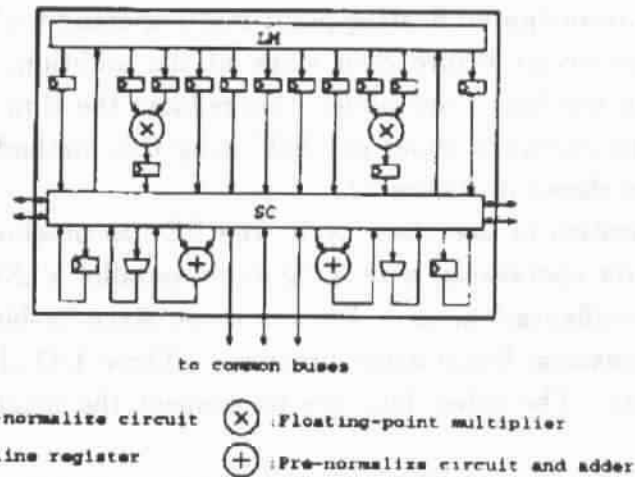 LM
SC
to common buses
-normalize circuit ⊗ :Floating-point multiplier
line register ⊕ :Pre-normalize circuit and adder